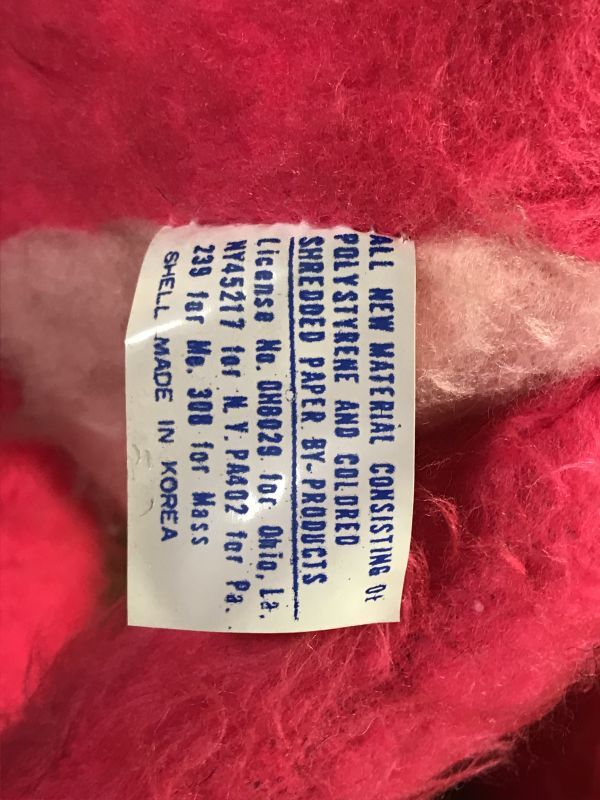 ALL NEW MATERIAL CONSISTING Of
POLYSTYRENE AND COLORED
SHREDDED PAPER BY-PRODUCTS
License No. OH8029 for Ohio, La.
NY45217 for N.Y. PA402 for Pa.
239 for Me. 308 for Mass
SHELL MADE IN KOREA